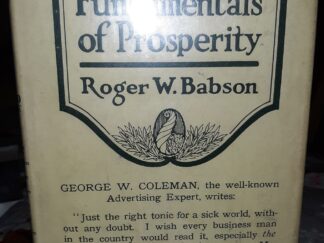 Fundamentals
of Prosperity
Roger W. Babson
GEORGE W. COLEMAN, the well-known
Advertising Expert, writes:
"Just the right tonic for a sick world, with-
out any doubt. I wish every business man
in the country would read it, especially the